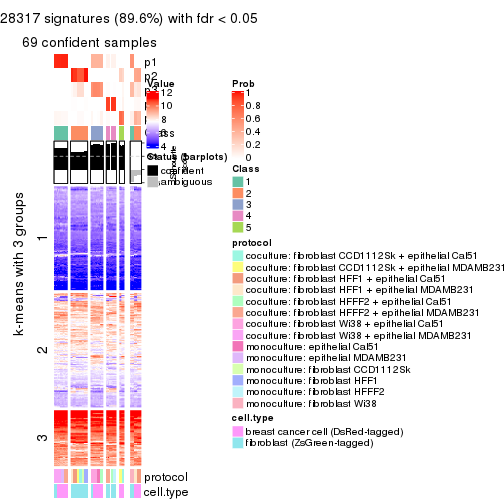 28317 signatures (89.6%) with fdr < 0.05
69 confident samples
p1
p2
Value
12
10
8
6
4
Class
Status (barplots)
confident
ambiguous
k-means with 3 groups
1
2
3
protocol
cell.type
Prob
1
0.8
0.6
0.4
0.2
0
Class
1
2
3
4
5
protocol
coculture: fibroblast CCD1112Sk + epithelial Cal51
coculture: fibroblast CCD1112Sk + epithelial MDAMB231
coculture: fibroblast HFF1 + epithelial Cal51
coculture: fibroblast HFF1 + epithelial MDAMB231
coculture: fibroblast HFFF2 + epithelial Cal51
coculture: fibroblast HFFF2 + epithelial MDAMB231
coculture: fibroblast Wi38 + epithelial Cal51
coculture: fibroblast Wi38 + epithelial MDAMB231
monoculture: epithelial Cal51
monoculture: epithelial MDAMB231
monoculture: fibroblast CCD1112Sk
monoculture: fibroblast HFF1
monoculture: fibroblast HFFF2
monoculture: fibroblast Wi38
cell.type
breast cancer cell (DsRed-tagged)
fibroblast (ZsGreen-tagged)